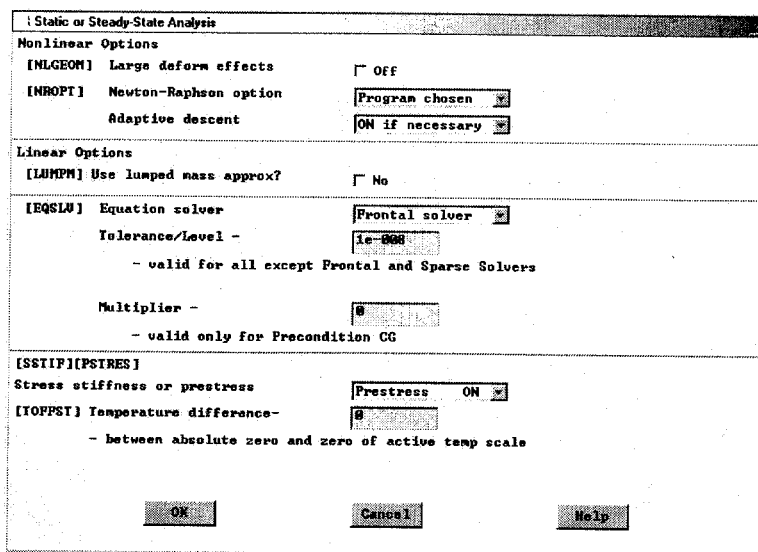 Static or Steady-State Analysis
Nonlinear Options
[NLGEOM] Large deform effects Off
[NROPT] Newton-Raphson option Program chosen
Adaptive descent ON if necessary
Linear Options
[LUMPM] Use lumped mass approx? No
[EQSLV] Equation solver Frontal solver
Tolerance/Level - 1e-008
- valid for all except Frontal and Sparse Solvers
Multiplier - 0
- valid only for Precondition CG
[SSTIF][PSTRES]
Stress stiffness or prestress Prestress ON
[TOFFST] Temperature difference- 0
- between absolute zero and zero of active temp scale
OK Cancel Help